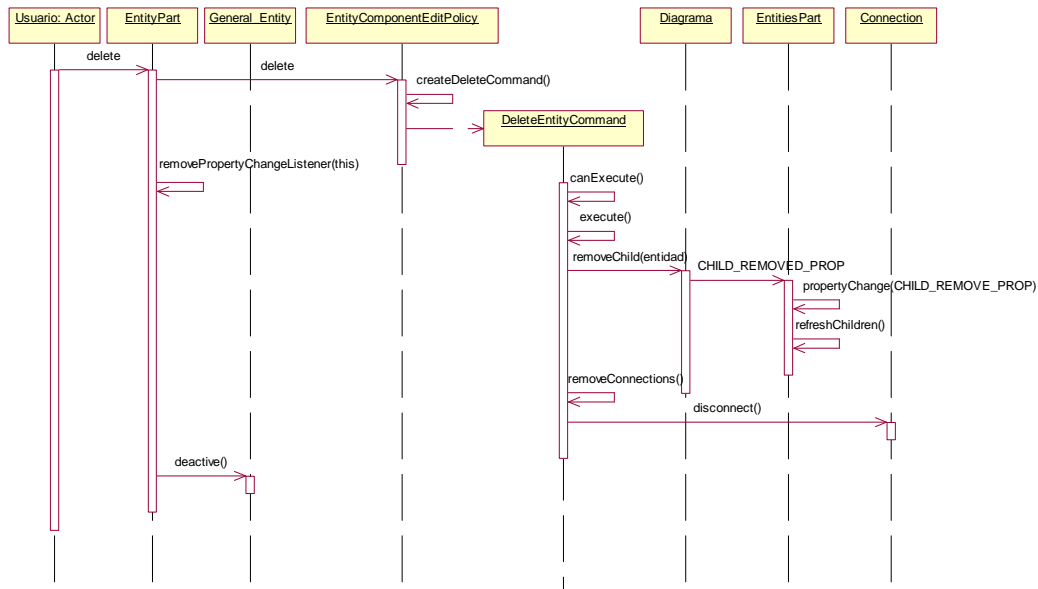 Usuario: Actor
EntityPart
General_Entity
EntityComponentEditPolicy
Diagrama
EntitiesPart
Connection
delete
delete
createDeleteCommand()
DeleteEntityCommand
removePropertyChangeListener(this)
canExecute()
execute()
removeChild(entidad)
CHILD_REMOVED_PROP
propertyChange(CHILD_REMOVE_PROP)
refreshChildren()
removeConnections()
disconnect()
deactive()